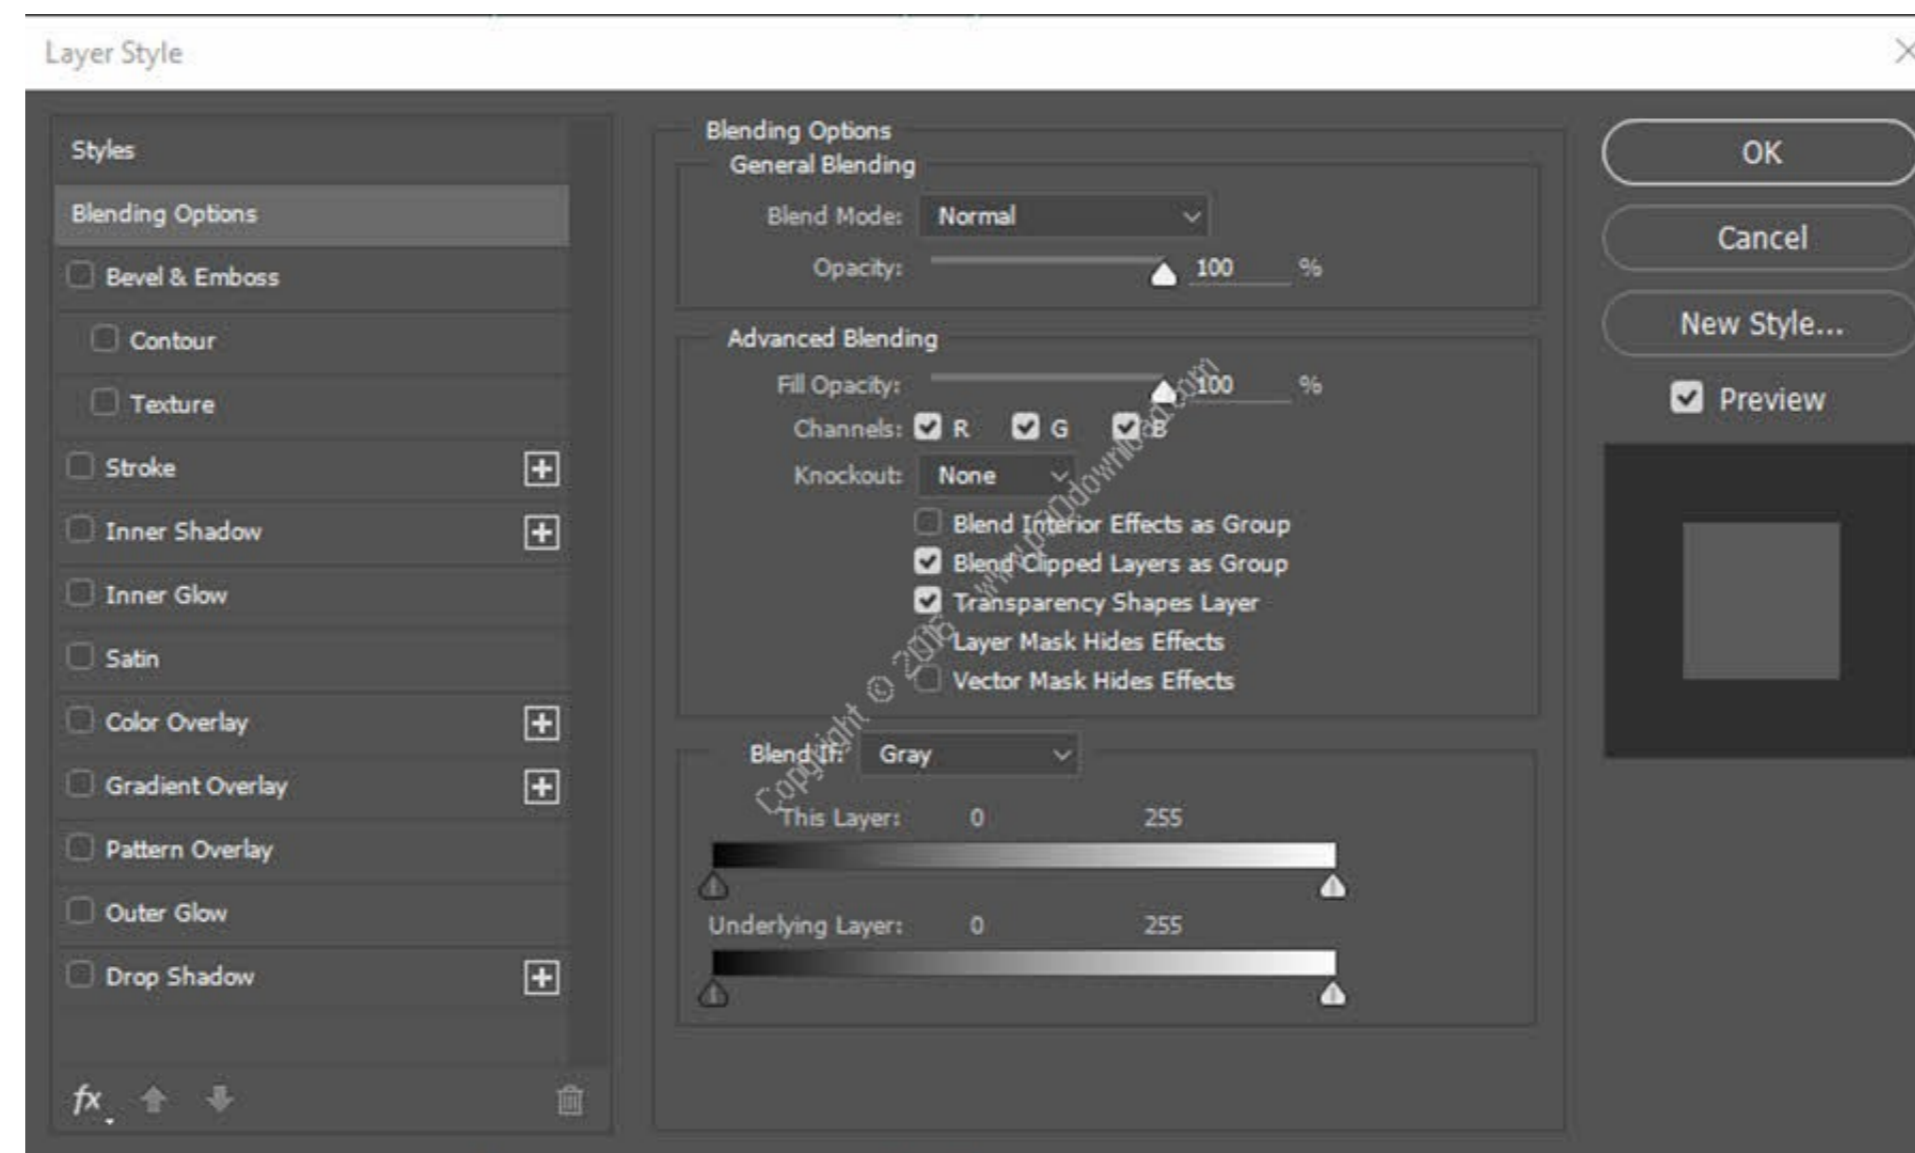 Layer Style
Styles
Blending Options
Bevel & Emboss
Contour
Texture
Stroke
Inner Shadow
Inner Glow
Satin
Color Overlay
Gradient Overlay
Pattern Overlay
Outer Glow
Drop Shadow
fx
Blending Options
General Blending
Blend Mode: Normal
Opacity: 100 %
Advanced Blending
Fill Opacity: 100 %
Channels: R G B
Knockout: None
Blend Interior Effects as Group
Blend Clipped Layers as Group
Transparency Shapes Layer
Layer Mask Hides Effects
Vector Mask Hides Effects
Blend If: Gray
This Layer: 0 255
Underlying Layer: 0 255
OK
Cancel
New Style...
Preview
Copyright © 2016